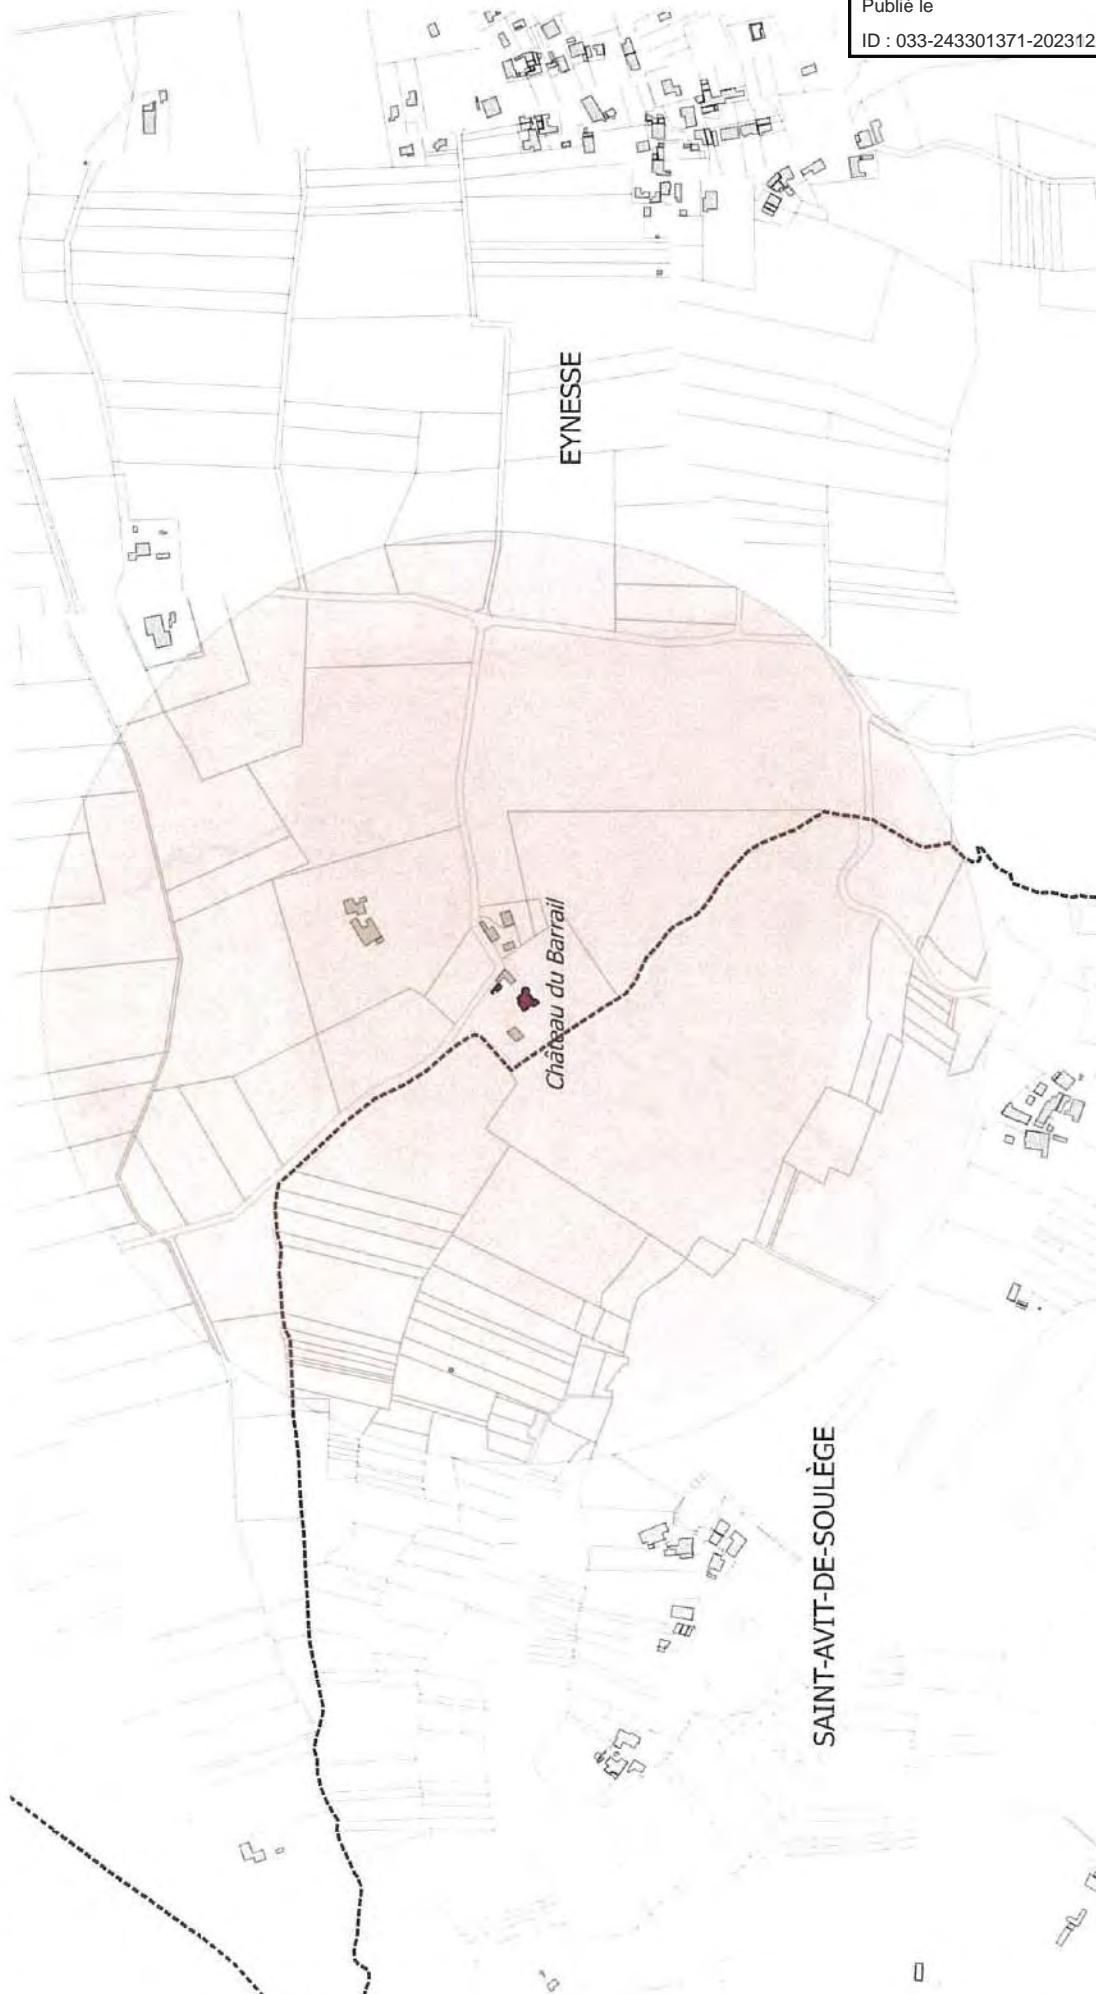 Publié le
ID : 033-243301371-202312
EYNESSE
Château du Barrail
SAINT-AVIT-DE-SOULÈGE